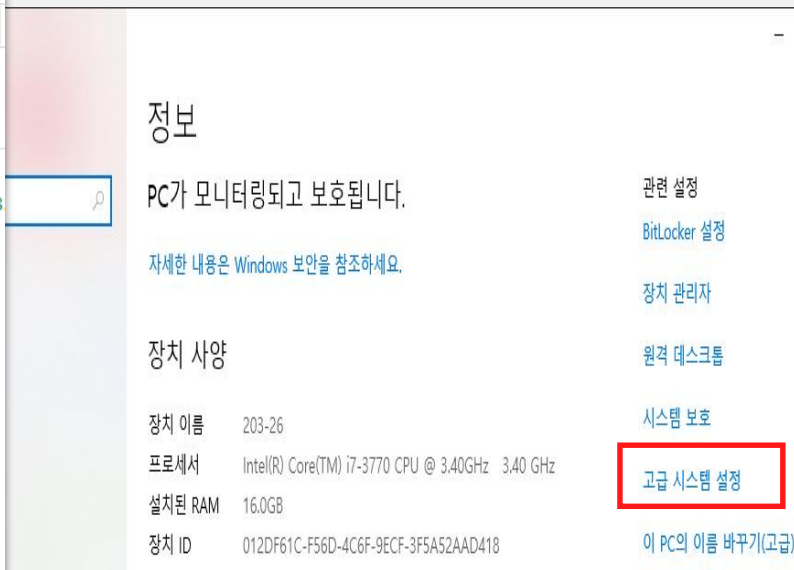 정보
PC가 모니터링되고 보호됩니다.
자세한 내용은 Windows 보안을 참조하세요.
장치 사양
장치 이름 203-26
프로세서 Intel(R) Core(TM) i7-3770 CPU @ 3.40GHz 3.40 GHz
설치된 RAM 16.0GB
장치 ID 012DF61C-F56D-4C6F-9ECF-3F5A52AAD418
관련 설정
BitLocker 설정
장치 관리자
원격 데스크톱
시스템 보호
고급 시스템 설정
이 PC의 이름 바꾸기(고급)